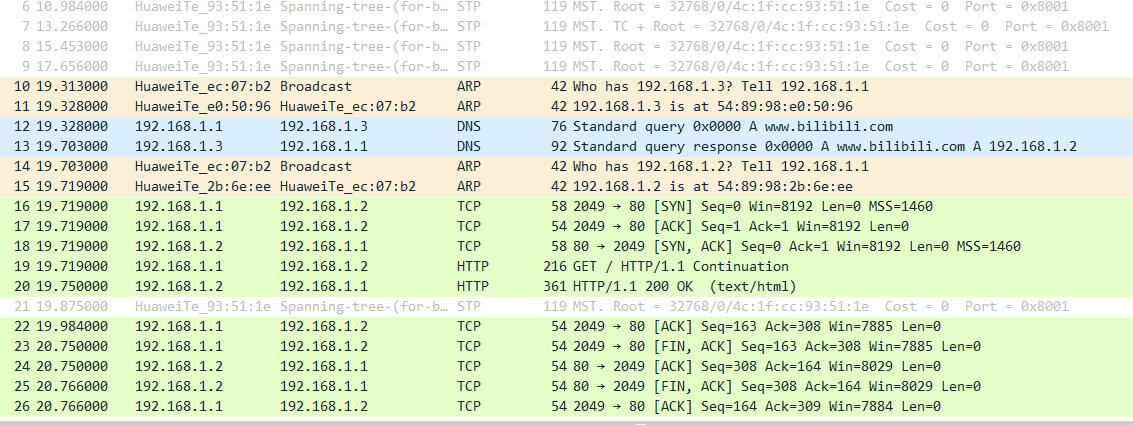 6 10.984000 HuaweiTe_93:51:1e Spanning-tree-(for-b… STP 119 MST. Root = 32768/0/4c:1f:cc:93:51:1e Cost = 0 Port = 0x8001
7 13.266000 HuaweiTe_93:51:1e Spanning-tree-(for-b… STP 119 MST. TC + Root = 32768/0/4c:1f:cc:93:51:1e Cost = 0 Port = 0x8001
8 15.453000 HuaweiTe_93:51:1e Spanning-tree-(for-b… STP 119 MST. Root = 32768/0/4c:1f:cc:93:51:1e Cost = 0 Port = 0x8001
9 17.656000 HuaweiTe_93:51:1e Spanning-tree-(for-b… STP 119 MST. Root = 32768/0/4c:1f:cc:93:51:1e Cost = 0 Port = 0x8001
10 19.313000 HuaweiTe_ec:07:b2 Broadcast ARP 42 Who has 192.168.1.3? Tell 192.168.1.1
11 19.328000 HuaweiTe_e0:50:96 HuaweiTe_ec:07:b2 ARP 42 192.168.1.3 is at 54:89:98:e0:50:96
12 19.328000 192.168.1.1 192.168.1.3 DNS 76 Standard query 0x0000 A www.bilibili.com
13 19.703000 192.168.1.3 192.168.1.1 DNS 92 Standard query response 0x0000 A www.bilibili.com A 192.168.1.2
14 19.703000 HuaweiTe_ec:07:b2 Broadcast ARP 42 Who has 192.168.1.2? Tell 192.168.1.1
15 19.719000 HuaweiTe_2b:6e:ee HuaweiTe_ec:07:b2 ARP 42 192.168.1.2 is at 54:89:98:2b:6e:ee
16 19.719000 192.168.1.1 192.168.1.2 TCP 58 2049 → 80 [SYN] Seq=0 Win=8192 Len=0 MSS=1460
17 19.719000 192.168.1.1 192.168.1.2 TCP 54 2049 → 80 [ACK] Seq=1 Ack=1 Win=8192 Len=0
18 19.719000 192.168.1.2 192.168.1.1 TCP 58 80 → 2049 [SYN, ACK] Seq=0 Ack=1 Win=8192 Len=0 MSS=1460
19 19.719000 192.168.1.1 192.168.1.2 HTTP 216 GET / HTTP/1.1 Continuation
20 19.750000 192.168.1.2 192.168.1.1 HTTP 361 HTTP/1.1 200 OK (text/html)
21 19.875000 HuaweiTe_93:51:1e Spanning-tree-(for-b… STP 119 MST. Root = 32768/0/4c:1f:cc:93:51:1e Cost = 0 Port = 0x8001
22 19.984000 192.168.1.1 192.168.1.2 TCP 54 2049 → 80 [ACK] Seq=163 Ack=308 Win=7885 Len=0
23 20.750000 192.168.1.1 192.168.1.2 TCP 54 2049 → 80 [FIN, ACK] Seq=163 Ack=308 Win=7885 Len=0
24 20.750000 192.168.1.2 192.168.1.1 TCP 54 80 → 2049 [ACK] Seq=308 Ack=164 Win=8029 Len=0
25 20.766000 192.168.1.2 192.168.1.1 TCP 54 80 → 2049 [FIN, ACK] Seq=308 Ack=164 Win=8029 Len=0
26 20.766000 192.168.1.1 192.168.1.2 TCP 54 2049 → 80 [ACK] Seq=164 Ack=309 Win=7884 Len=0